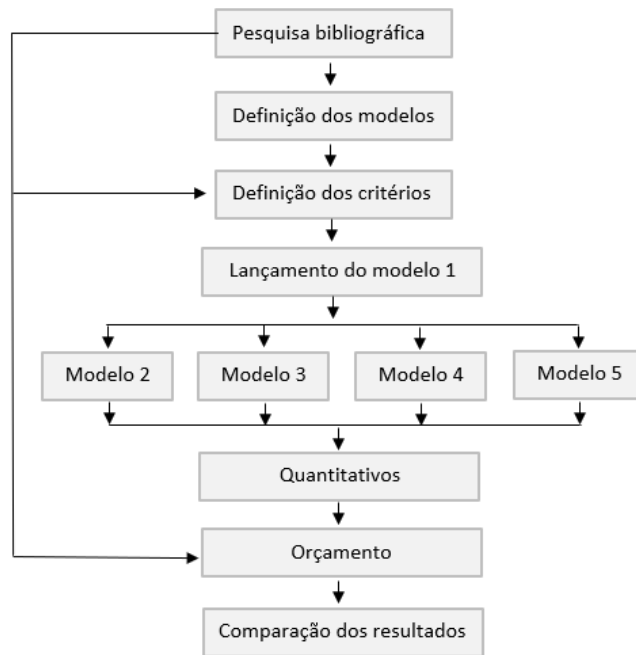 Pesquisa bibliográfica
Definição dos modelos
Definição dos critérios
Lançamento do modelo 1
Modelo 2
Modelo 3
Modelo 4
Modelo 5
Quantitativos
Orçamento
Comparação dos resultados